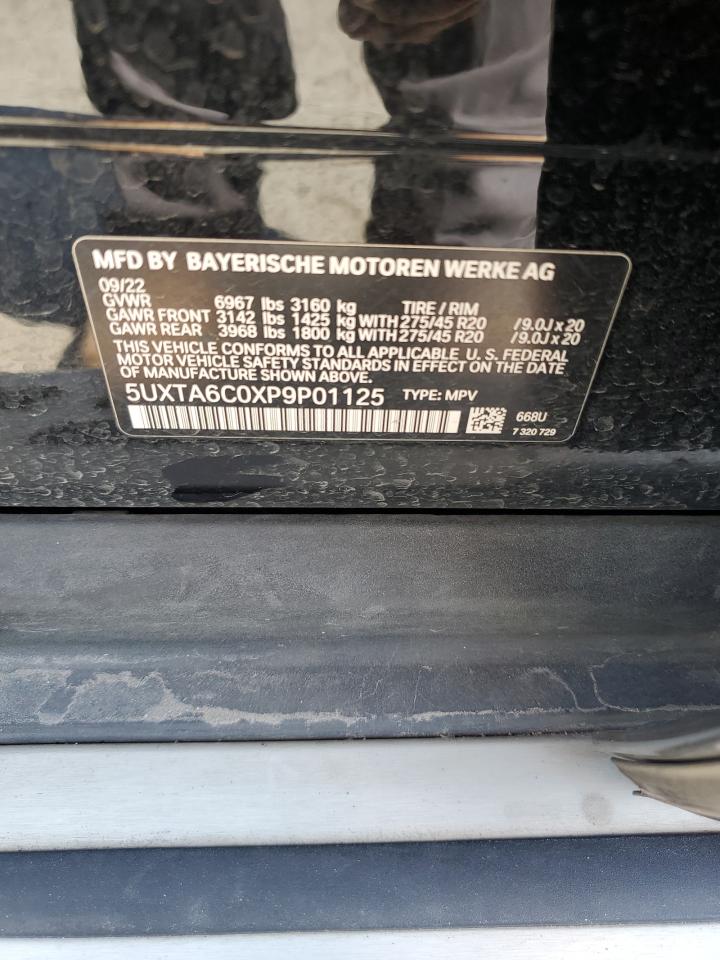 MFD BY BAYERISCHE MOTOREN WERKE AG
09/22
GVWR 6967 lbs 3160 kg TIRE / RIM
GAWR FRONT 3142 lbs 1425 kg WITH 275/45 R20 /9.0J x 20
GAWR REAR 3968 lbs 1800 kg WITH 275/45 R20 /9.0J x 20
THIS VEHICLE CONFORMS TO ALL APPLICABLE U.S. FEDERAL
MOTOR VEHICLE SAFETY STANDARDS IN EFFECT ON THE DATE
OF MANUFACTURE SHOWN ABOVE.
5UXTA6C0XP9P01125 TYPE: MPV
668U
7 320 729